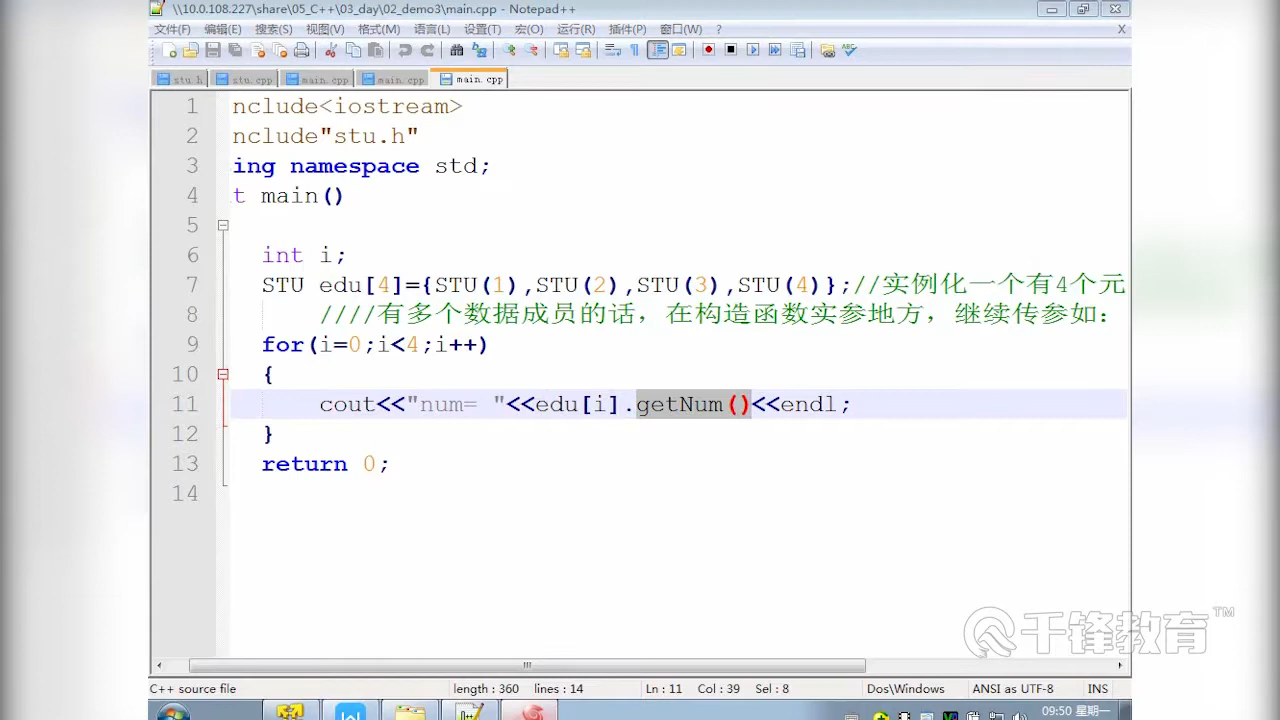 \\10.0.108.227\share\05_C++\03_day\02_demo3\main.cpp - Notepad++
文件(F) 编辑(E) 搜索(S) 视图(V) 格式(M) 语言(L) 设置(T) 宏(O) 运行(R) 插件(P) 窗口(W) ? X
stu.h stu.cpp main.cpp main.cpp main.cpp
1 nclude<iostream>
2 nclude"stu.h"
3 ing namespace std;
4 t main()
5
6 int i;
7 STU edu[4]={STU(1),STU(2),STU(3),STU(4)};//实例化一个有4个元
8 ////有多个数据成员的话，在构造函数实参地方，继续传参如：
9 for(i=0;i<4;i++)
10 {
11 cout<<"num= "<<edu[i].getNum()<<endl;
12 }
13 return 0;
14
千锋教育™
C++ source file length : 360 lines : 14 Ln : 11 Col : 39 Sel : 8 Dos\Windows ANSI as UTF-8 INS
09:50 星期一